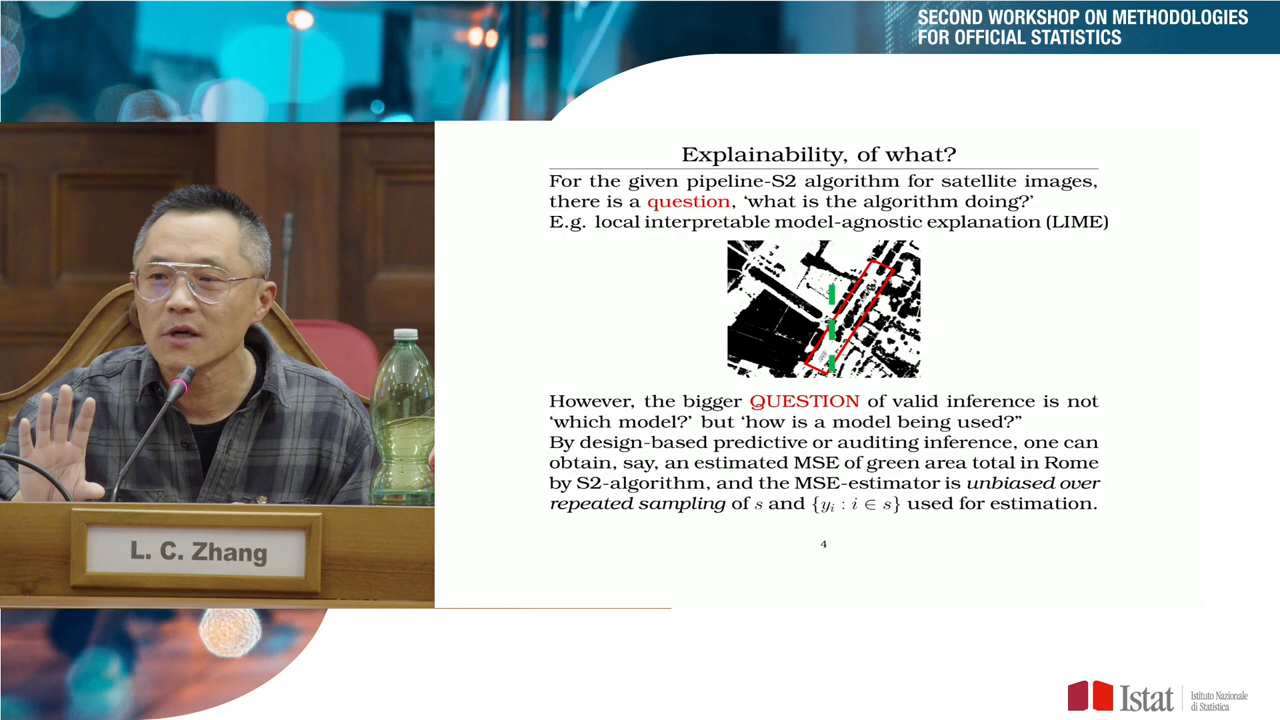 SECOND WORKSHOP ON METHODOLOGIES
FOR OFFICIAL STATISTICS
L. C. Zhang
Explainability, of what?
For the given pipeline-S2 algorithm for satellite images,
there is a question, ‘what is the algorithm doing?’
E.g. local interpretable model-agnostic explanation (LIME)
However, the bigger QUESTION of valid inference is not
‘which model?’ but ‘how is a model being used?”
By design-based predictive or auditing inference, one can
obtain, say, an estimated MSE of green area total in Rome
by S2-algorithm, and the MSE-estimator is unbiased over
repeated sampling of s and {yᵢ : i ∈ s} used for estimation.
4
Istat
Istituto Nazionale
di Statistica